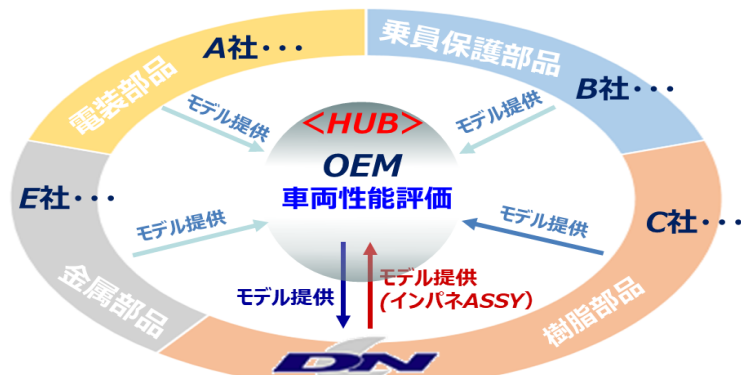 電装部品
A社･･･
乗員保護部品
B社･･･
モデル提供
<HUB>
モデル提供
OEM
車両性能評価
E社･･･
モデル提供
モデル提供
C社･･･
金属部品
モデル提供
モデル提供
(インパネASSY)
樹脂部品
DN